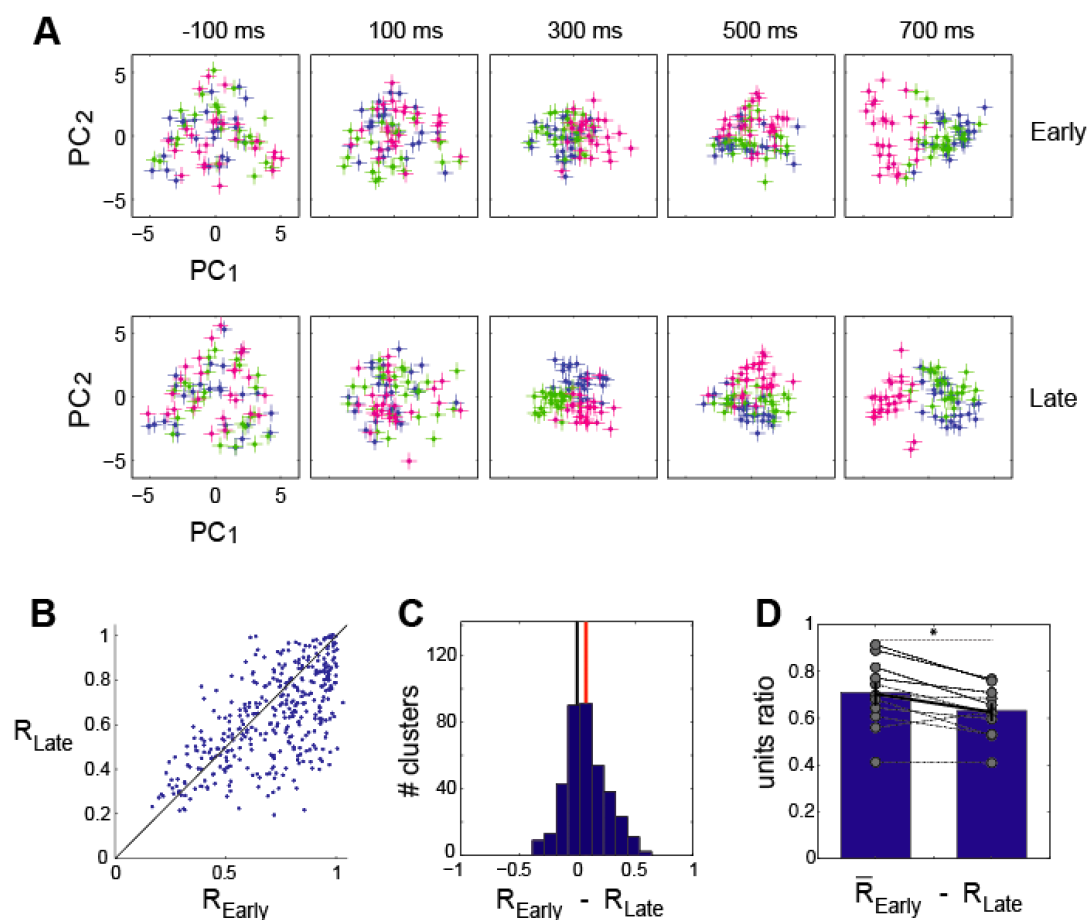 A
-100 ms 100 ms 300 ms 500 ms 700 ms
5
PC2
0
Early
−5
−5 0 5
PC1
5
PC2
0
Late
−5
−5 0 5
PC1
B C D
1
0.8
0.6
RLate
0.4
0.2
0
0 0.5 1
REarly
120
80
# clusters
40
0
−1 −0.5 0 0.5 1
REarly - RLate
1
*
0.8
0.6
units ratio
0.4
0.2
0
R̅Early - RLate